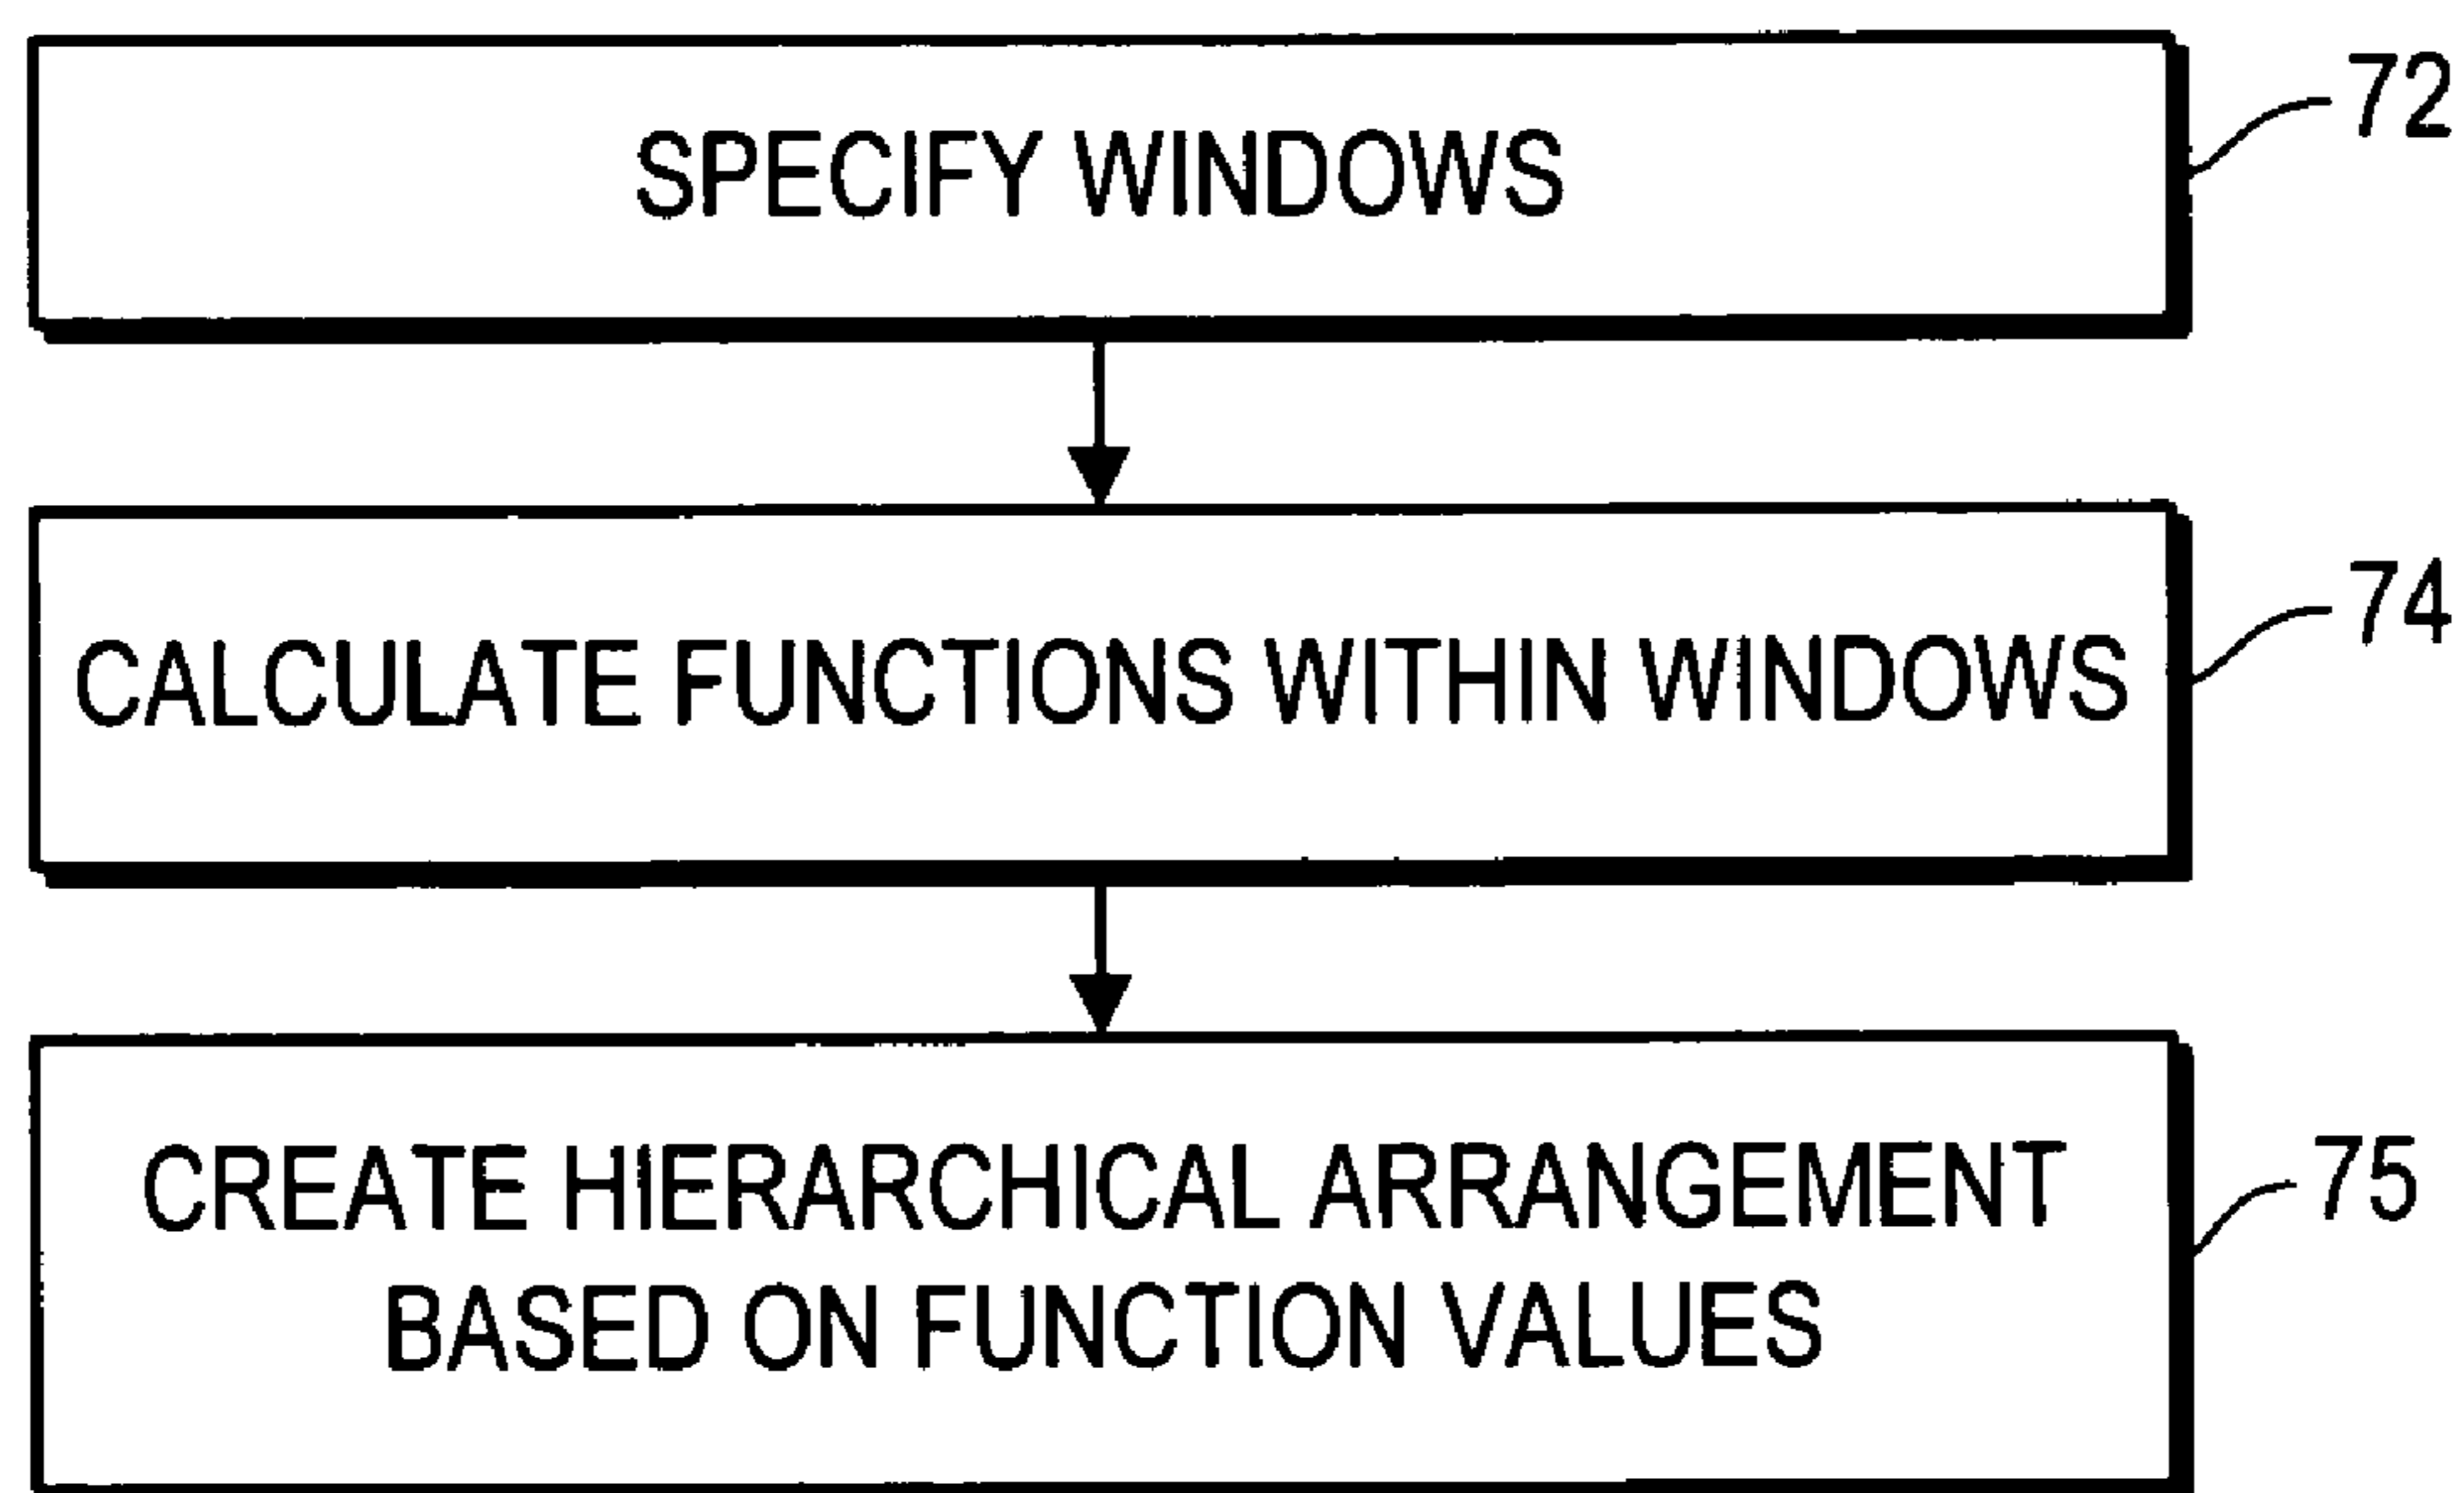 SPECIFY WINDOWS
72
CALCULATE FUNCTIONS WITHIN WINDOWS
74
CREATE HIERARCHICAL ARRANGEMENT
BASED ON FUNCTION VALUES
75